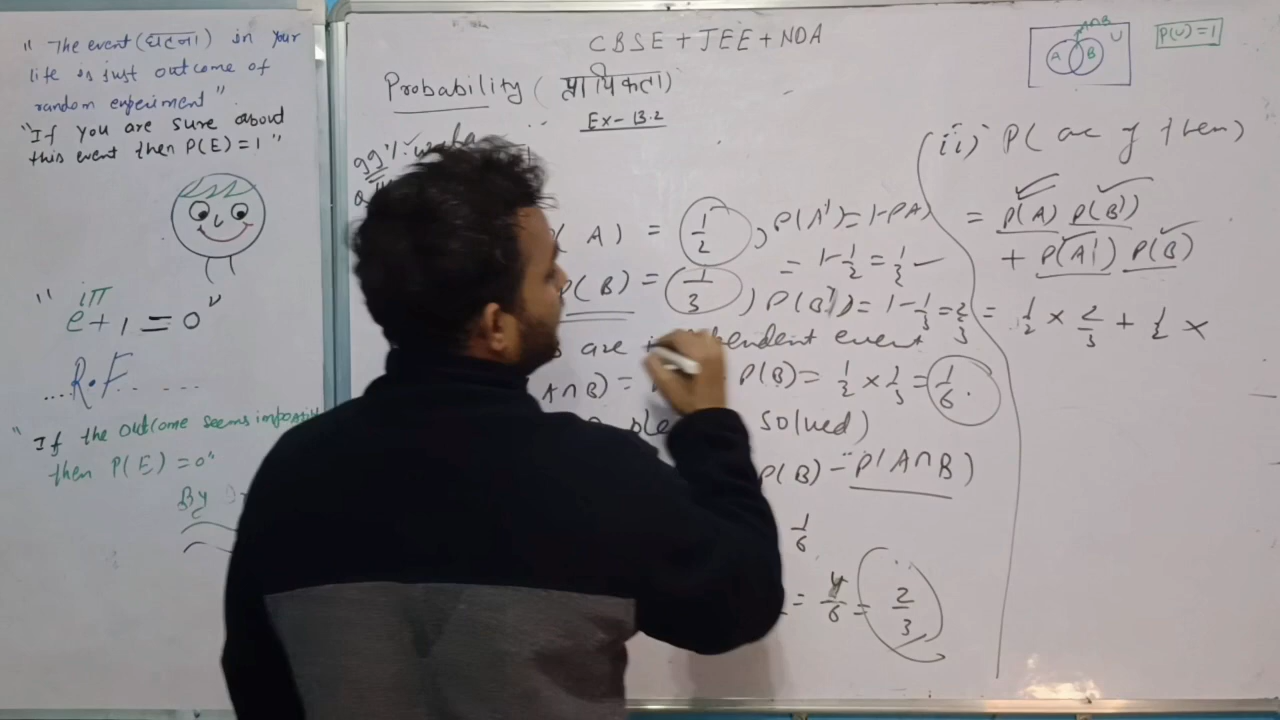 " The event (घटना) in your
life is just outcome of
random experiment"
"If you are sure about
this event then P(E) = 1 "
" e^iπ + 1 = 0 "
....R.F....
" If the outcome seems
then P(E) = 0"
By
CBSE + JEE + NDA
Probability (प्रायिकता)
Ex - 13.2
A) = 1/2 , P(A') = 1 - P(A)
= 1 - 1/2 = 1/2
P(B) = 1/3 , P(B') = 1 - 1/3 = 2/3
are independent event
A∩B) = P(B) = 1/2 × 1/3 = 1/6 .
solved)
P(B) - P(A∩B)
1/6
= 4/6 = 2/3
A∩B
A B U
P(U) = 1
(ii) P( of them)
= P(A) P(B')
+ P(A') P(B)
= 1/2 × 2/3 + 1/2 ×